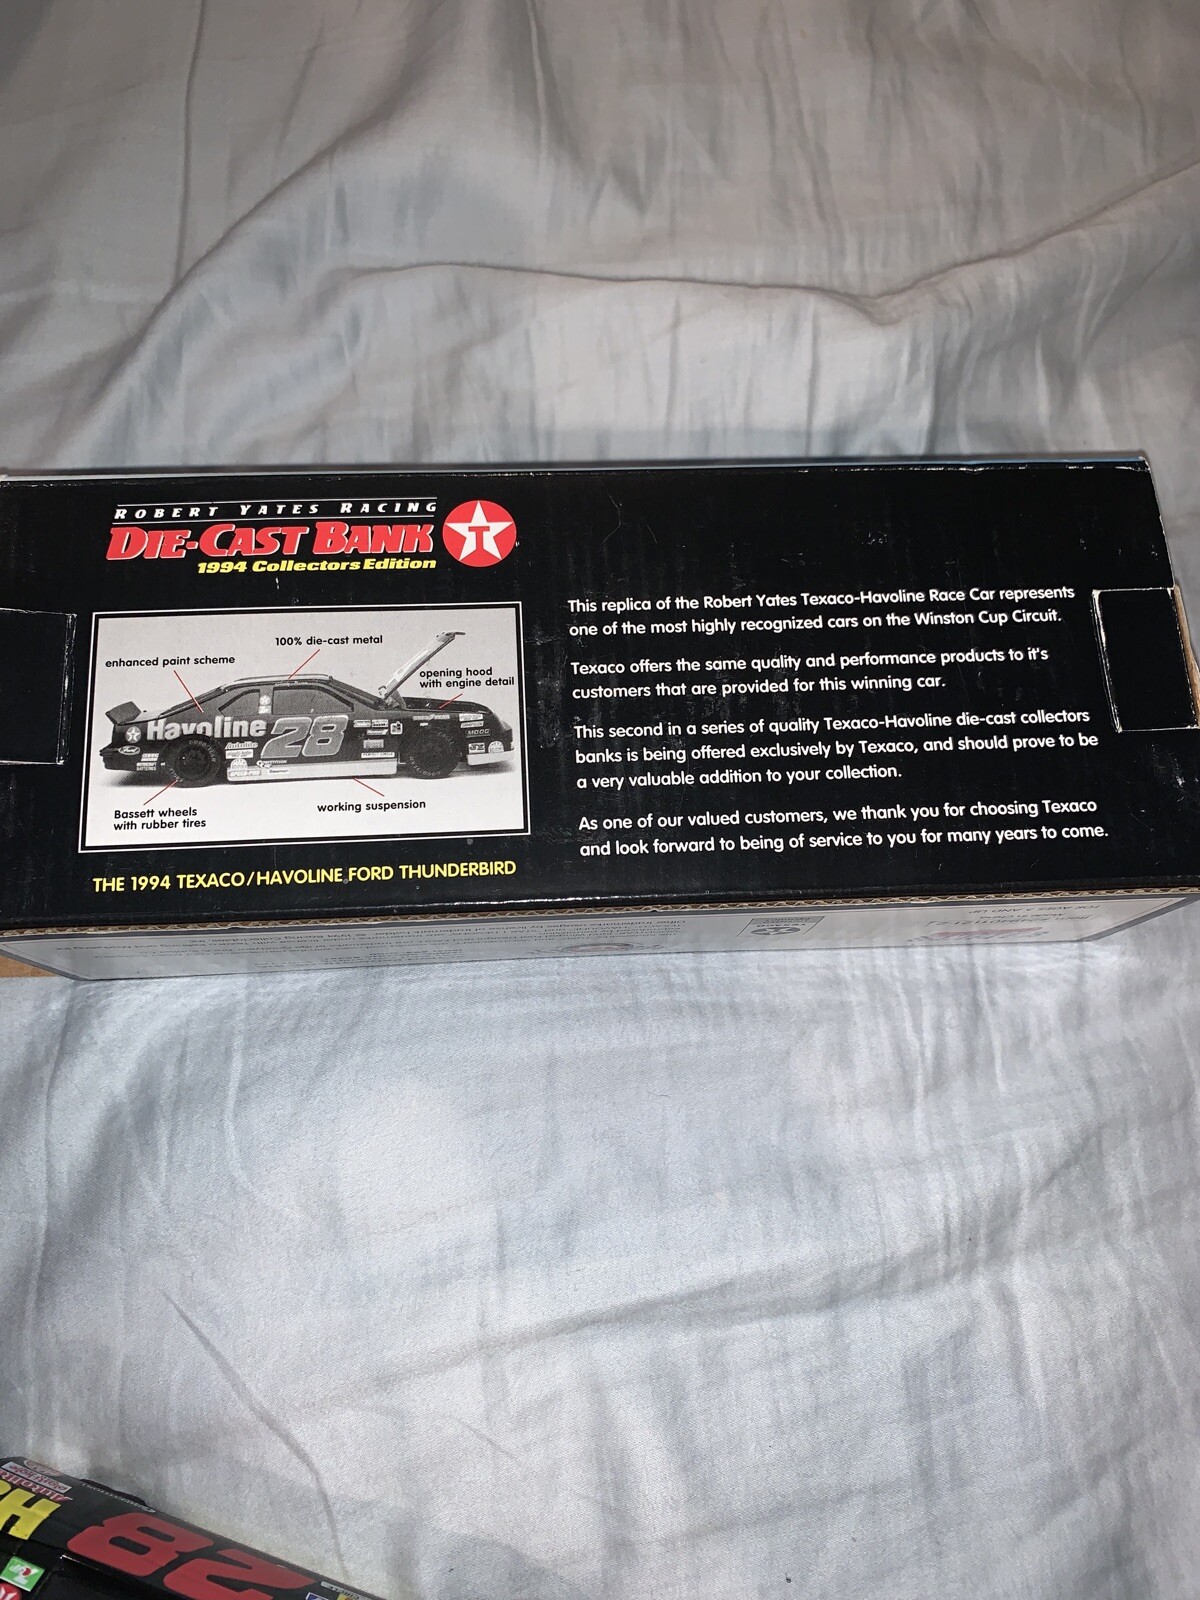 ROBERT YATES RACING
DIE-CAST BANK
1994 Collectors Edition
T
100% die-cast metal
enhanced paint scheme
opening hood
with engine detail
Havoline 28
Ford
Autolite
MOOG
Bassett wheels
with rubber tires
working suspension
THE 1994 TEXACO/HAVOLINE FORD THUNDERBIRD
This replica of the Robert Yates Texaco-Havoline Race Car represents
one of the most highly recognized cars on the Winston Cup Circuit.
Texaco offers the same quality and performance products to it's
customers that are provided for this winning car.
This second in a series of quality Texaco-Havoline die-cast collectors
banks is being offered exclusively by Texaco, and should prove to be
a very valuable addition to your collection.
As one of our valued customers, we thank you for choosing Texaco
and look forward to being of service to you for many years to come.
28